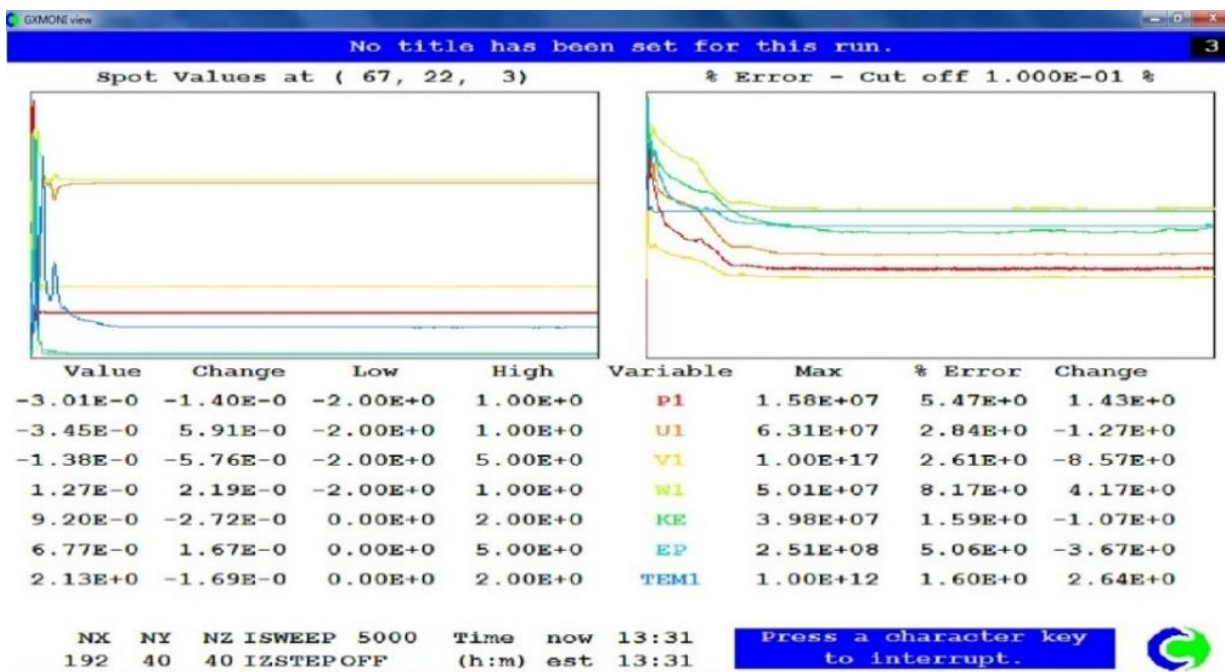 GXMONI view
No title has been set for this run. 3
Spot Values at ( 67, 22, 3) % Error - Cut off 1.000E-01 %
Value Change Low High Variable Max % Error Change
-3.01E-0 -1.40E-0 -2.00E+0 1.00E+0 P1 1.58E+07 5.47E+0 1.43E+0
-3.45E-0 5.91E-0 -2.00E+0 1.00E+0 U1 6.31E+07 2.84E+0 -1.27E+0
-1.38E-0 -5.76E-0 -2.00E+0 5.00E+0 V1 1.00E+17 2.61E+0 -8.57E+0
1.27E-0 2.19E-0 -2.00E+0 1.00E+0 W1 5.01E+07 8.17E+0 4.17E+0
9.20E-0 -2.72E-0 0.00E+0 2.00E+0 KE 3.98E+07 1.59E+0 -1.07E+0
6.77E-0 1.67E-0 0.00E+0 5.00E+0 EP 2.51E+08 5.06E+0 -3.67E+0
2.13E+0 -1.69E-0 0.00E+0 2.00E+0 TEM1 1.00E+12 1.60E+0 2.64E+0
NX NY NZ ISWEEP 5000 Time now 13:31 Press a character key
192 40 40 IZSTEPOFF (h:m) est 13:31 to interrupt.